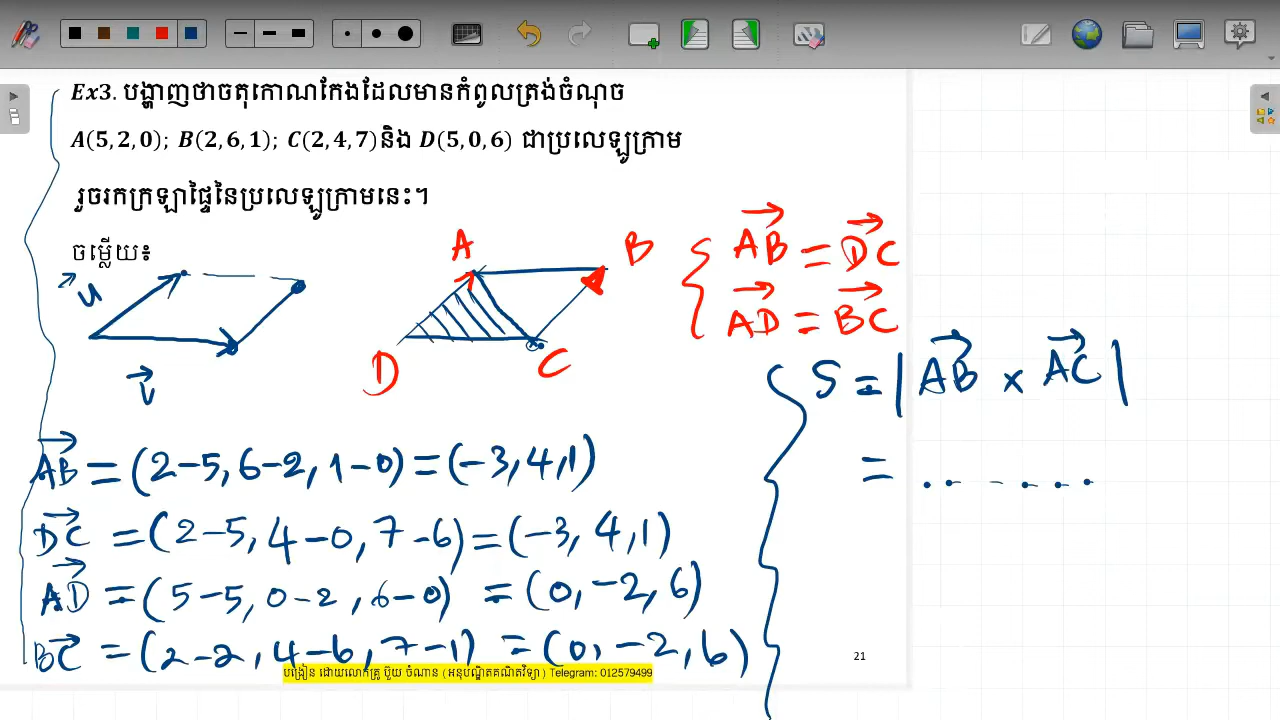 Ex3. បង្ហាញថាចតុកោណកែងដែលមានកំពូលត្រង់ចំណុច
A(5,2,0); B(2,6,1); C(2,4,7)និង D(5,0,6) ជាប្រលេឡូក្រាម
រួចរកក្រឡាផ្ទៃនៃប្រលេឡូក្រាមនេះ។
ចម្លើយ៖
u
v
A
B
D
C
AB = DC
AD = BC
S = |AB × AC|
= .. - ...
AB = (2-5, 6-2, 1-0) = (-3, 4, 1)
DC = (2-5, 4-0, 7-6) = (-3, 4, 1)
AD = (5-5, 0-2, 6-0) = (0, -2, 6)
BC = (2-2, 4-6, 7-1) = (0, -2, 6)
បង្រៀន ដោយលោកគ្រូ ប៊ួយ ចំណាន (អនុបណ្ឌិតគណិតវិទ្យា) Telegram: 012579499
21